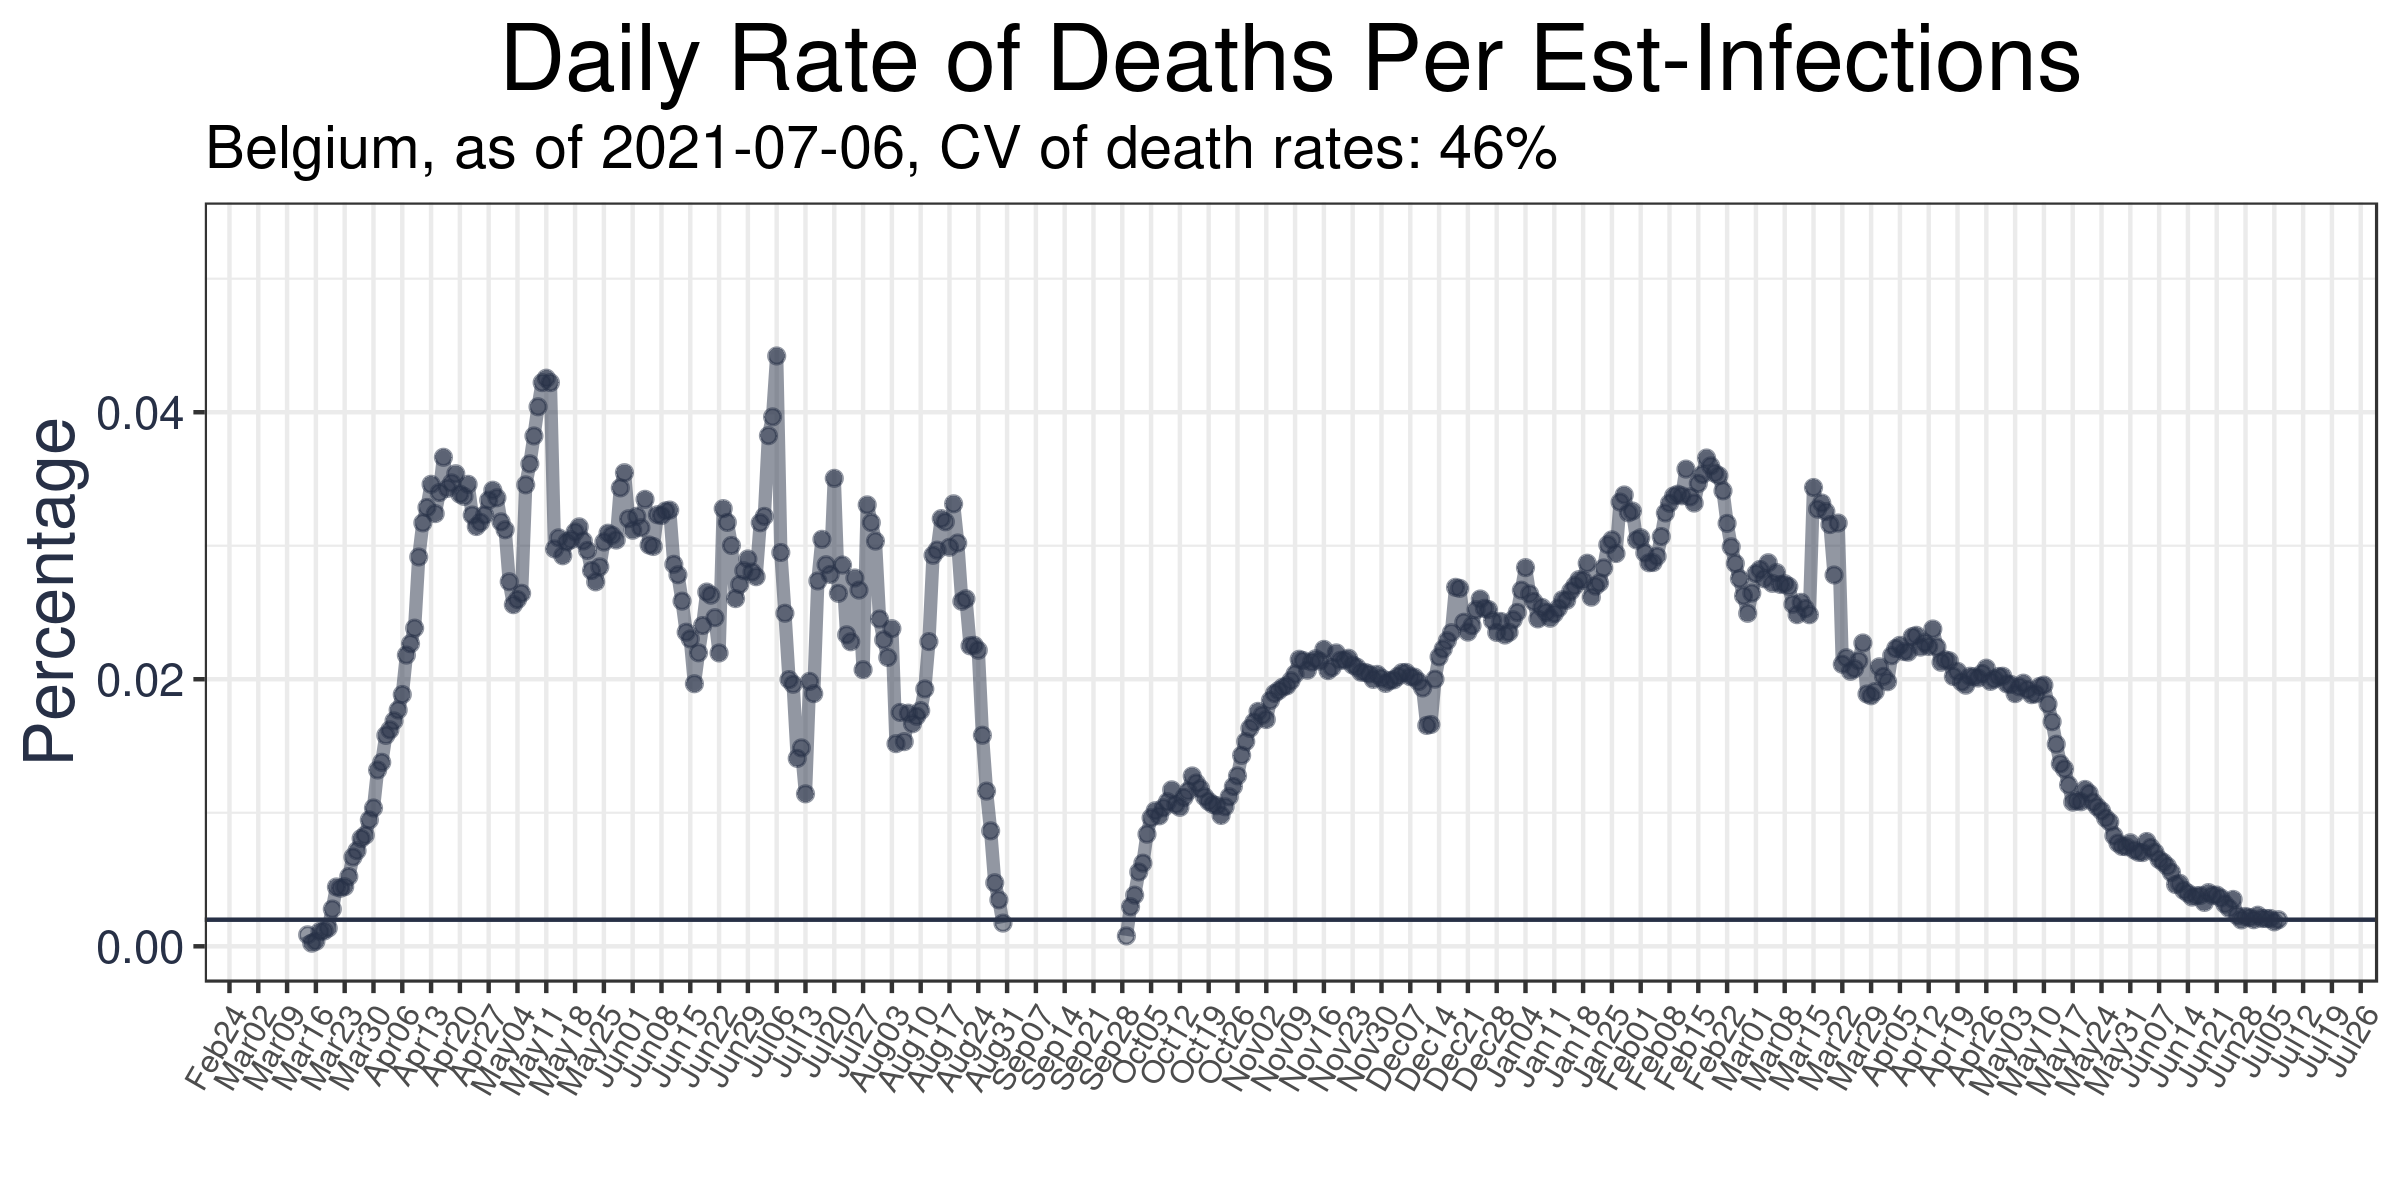 Daily Rate of Deaths Per Est-Infections
Belgium, as of 2021-07-06, CV of death rates: 46%
Percentage
0.04
0.02
0.00
Feb24
Mar02
Mar09
Mar16
Mar23
Mar30
Apr06
Apr13
Apr20
Apr27
May04
May11
May18
May25
Jun01
Jun08
Jun15
Jun22
Jun29
Jul06
Jul13
Jul20
Jul27
Aug03
Aug10
Aug17
Aug24
Aug31
Sep07
Sep14
Sep21
Sep28
Oct05
Oct12
Oct19
Oct26
Nov02
Nov09
Nov16
Nov23
Nov30
Dec07
Dec14
Dec21
Dec28
Jan04
Jan11
Jan18
Jan25
Feb01
Feb08
Feb15
Feb22
Mar01
Mar08
Mar15
Mar22
Mar29
Apr05
Apr12
Apr19
Apr26
May03
May10
May17
May24
May31
Jun07
Jun14
Jun21
Jun28
Jul05
Jul12
Jul19
Jul26